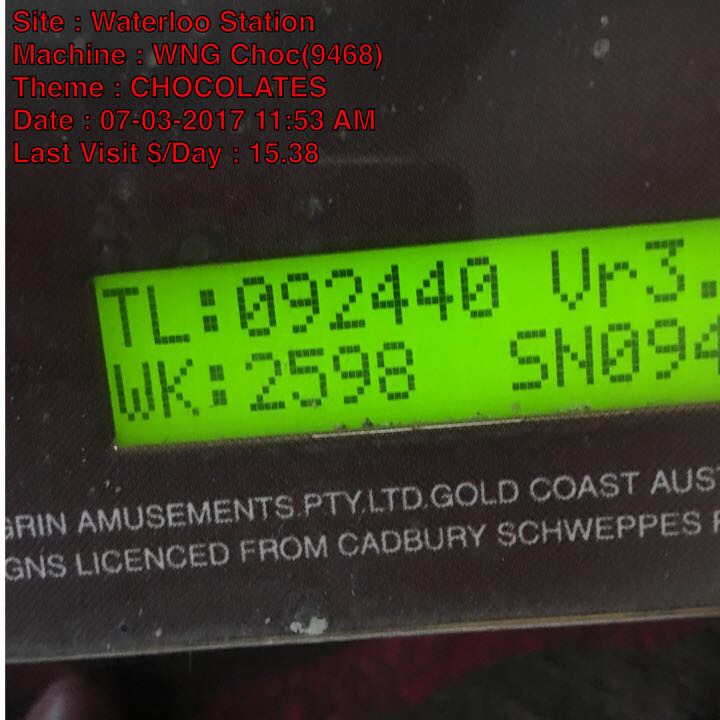 Site : Waterloo Station
Machine : WNG Choc(9468)
Theme : CHOCOLATES
Date : 07-03-2017 11:53 AM
Last Visit $/Day : 15.38
TL:092440 Vr3.
WK:2598 SN094
GRIN AMUSEMENTS.PTY.LTD.GOLD COAST AUST
GNS LICENCED FROM CADBURY SCHWEPPES P